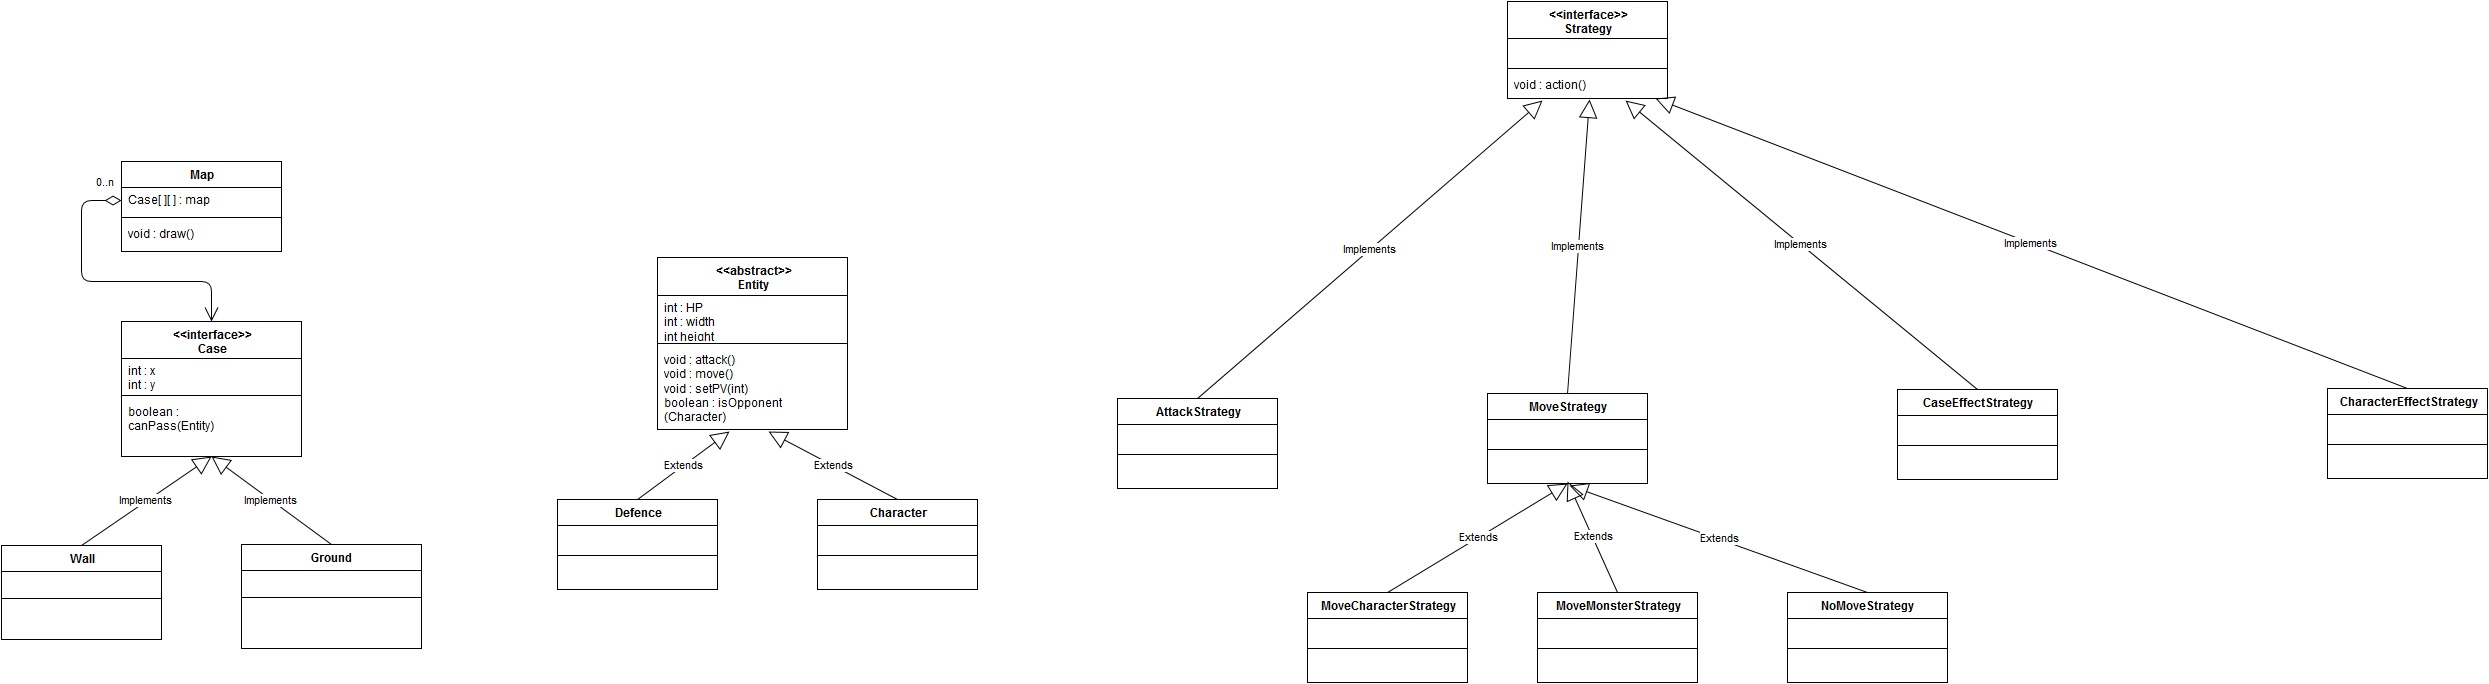 <<interface>>
Strategy
void : action()
Map
0..n
Case[ ][ ] : map
void : draw()
Implements
Implements
Implements
Implements
<<abstract>>
Entity
int : HP
int : width
int height
void : attack()
void : move()
void : setPV(int)
boolean : isOpponent
(Character)
<<interface>>
Case
int : x
int : y
boolean :
canPass(Entity)
AttackStrategy
MoveStrategy
CaseEffectStrategy
CharacterEffectStrategy
Extends
Extends
Implements
Implements
Defence
Character
Extends
Extends
Extends
Wall
Ground
MoveCharacterStrategy
MoveMonsterStrategy
NoMoveStrategy